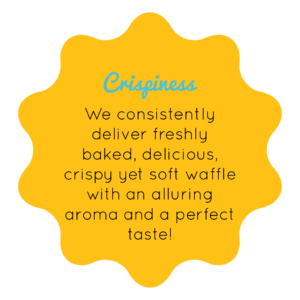 Crispiness
We consistently
deliver freshly
baked, delicious,
crispy yet soft waffle
with an alluring
aroma and a perfect
taste!